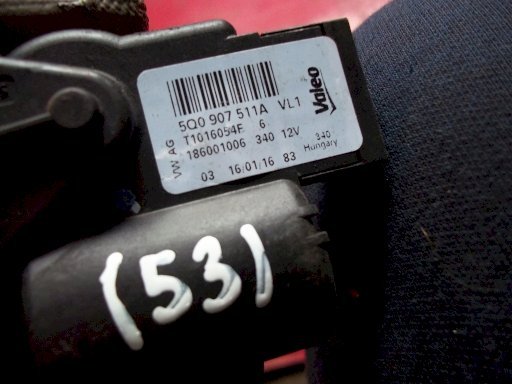 5Q0 907 511A VL1
T1016054F 6
186001006 340 12V
03 16/01/16 83
VW AG
Valeo
340
Hungary
(53)